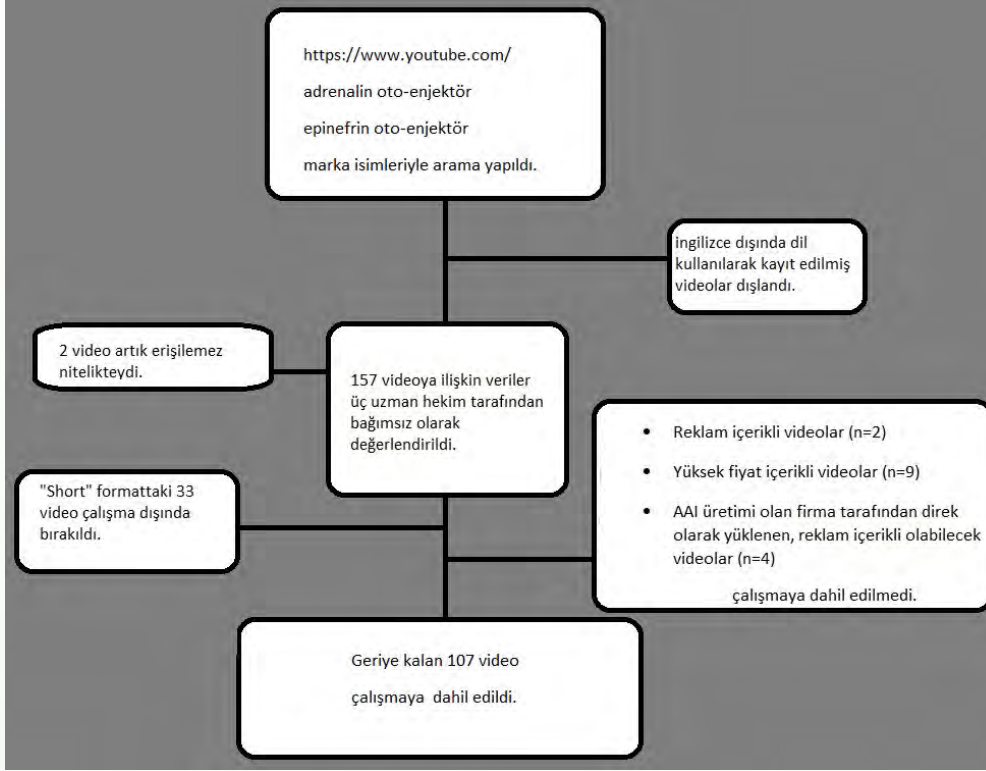 https://www.youtube.com/
adrenalin oto-enjektör
epinefrin oto-enjektör
marka isimleriyle arama yapıldı.
ingilizce dışında dil
kullanılarak kayıt edilmiş
videolar dışlandı.
2 video artık erişilemez
nitelikteydi.
157 videoya ilişkin veriler
üç uzman hekim tarafından
bağımsız olarak
değerlendirildi.
• Reklam içerikli videolar (n=2)
• Yüksek fiyat içerikli videolar (n=9)
• AAI üretimi olan firma tarafından direk
olarak yüklenen, reklam içerikli olabilecek
videolar (n=4)
çalışmaya dahil edilmedi.
"Short" formattaki 33
video çalışma dışında
bırakıldı.
Geriye kalan 107 video
çalışmaya dahil edildi.